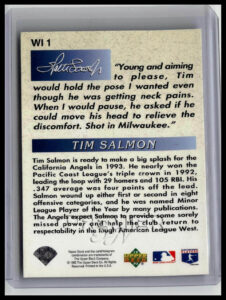 WI 1
"Young and aiming
to please, Tim
would hold the pose I wanted even
though he was getting neck pains.
When I would pause, he asked if he
could move his head to relieve
the discomfort. Shot in Milwaukee."
TIM SALMON
Tim Salmon is ready to make a big splash for the
California Angels in 1993. He nearly won the
Pacific Coast League's triple crown in 1992,
leading the loop with 29 homers and 105 RBI. His
.347 average was four points off the lead.
Salmon wound up either first or second in eight
offensive categories, and he was named Minor
League Player of the Year by many publications.
The Angels expect Salmon to provide some sorely
missed power and help the club return to
respectability in the tough American League West.